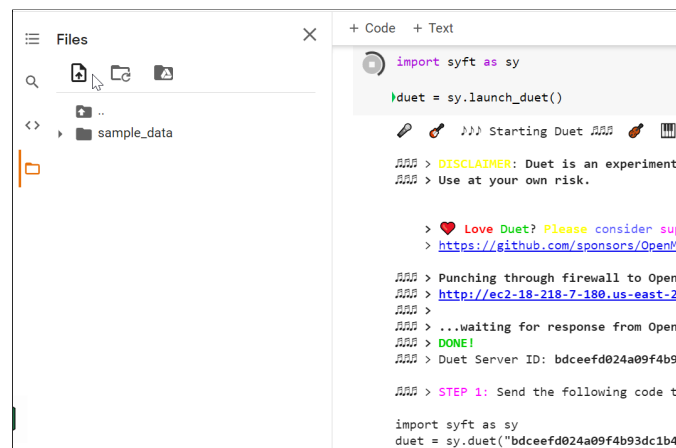 Files
+ Code + Text
..
sample_data
import syft as sy
duet = sy.launch_duet()
♪♪♪ Starting Duet ♫♫♫
♫♫♫ > DISCLAIMER: Duet is an experiment
♫♫♫ > Use at your own risk.
> ❤️ Love Duet? Please consider su
> https://github.com/sponsors/OpenM
♫♫♫ > Punching through firewall to Open
♫♫♫ > http://ec2-18-218-7-180.us-east-2
♫♫♫ >
♫♫♫ > ...waiting for response from Open
♫♫♫ > DONE!
♫♫♫ > Duet Server ID: bdceefd024a09f4b9
♫♫♫ > STEP 1: Send the following code t
import syft as sy
duet = sy.duet("bdceefd024a09f4b93dc1b4